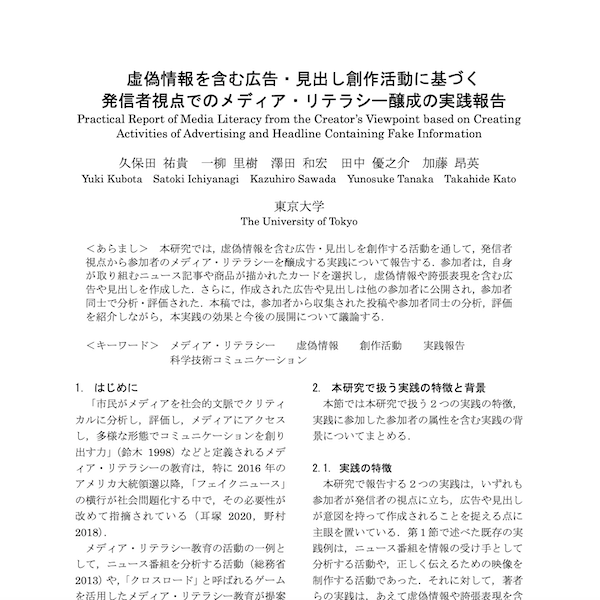 虚偽情報を含む広告・見出し創作活動に基づく
発信者視点でのメディア・リテラシー醸成の実践報告
Practical Report of Media Literacy from the Creator's Viewpoint based on Creating
Activities of Advertising and Headline Containing Fake Information
久保田 祐貴　一柳 里樹　澤田 和宏　田中 優之介　加藤 昂英
Yuki Kubota　Satoki Ichiyanagi　Kazuhiro Sawada　Yunosuke Tanaka　Takahide Kato
東京大学
The University of Tokyo
＜あらまし＞　本研究では，虚偽情報を含む広告・見出しを創作する活動を通して，発信者
視点から参加者のメディア・リテラシーを醸成する実践について報告する．参加者は，自身
が取り組むニュース記事や商品が描かれたカードを選択し，虚偽情報や誇張表現を含む広
告や見出しを作成した．さらに，作成された広告や見出しは他の参加者に公開され，参加者
同士で分析・評価された．本稿では，参加者から収集された投稿や参加者同士の分析，評価
を紹介しながら，本実践の効果と今後の展開について議論する．
＜キーワード＞　メディア・リテラシー　虚偽情報　創作活動　実践報告
科学技術コミュニケーション
1.　はじめに
「市民がメディアを社会的文脈でクリティ
カルに分析し，評価し，メディアにアクセス
し，多様な形態でコミュニケーションを創り
出す力」（鈴木 1998）などと定義されるメデ
ィア・リテラシーの教育は，特に 2016 年の
アメリカ大統領選以降，「フェイクニュース」
の横行が社会問題化する中で，その必要性が
改めて指摘されている（耳塚 2020，野村
2018）．
メディア・リテラシー教育の活動の一例と
して，ニュース番組を分析する活動（総務省
2013）や，「クロスロード」と呼ばれるゲーム
を活用したメディア・リテラシー教育が提案
2.　本研究で扱う実践の特徴と背景
本節では本研究で扱う２つの実践の特徴，
実践に参加した参加者の属性を含む実践の背
景についてまとめる．
2.1. 実践の特徴
本研究で報告する２つの実践は，いずれも
参加者が発信者の視点に立ち，広告や見出し
が意図を持って作成されることを捉える点に
主眼を置いている．第１節で述べた既存の実
践例は，ニュース番組を情報の受け手として
分析する活動や，正しく伝えるための映像を
制作する活動であった．それに対して，著者
らの実践は，あえて虚偽情報や誇張表現を含